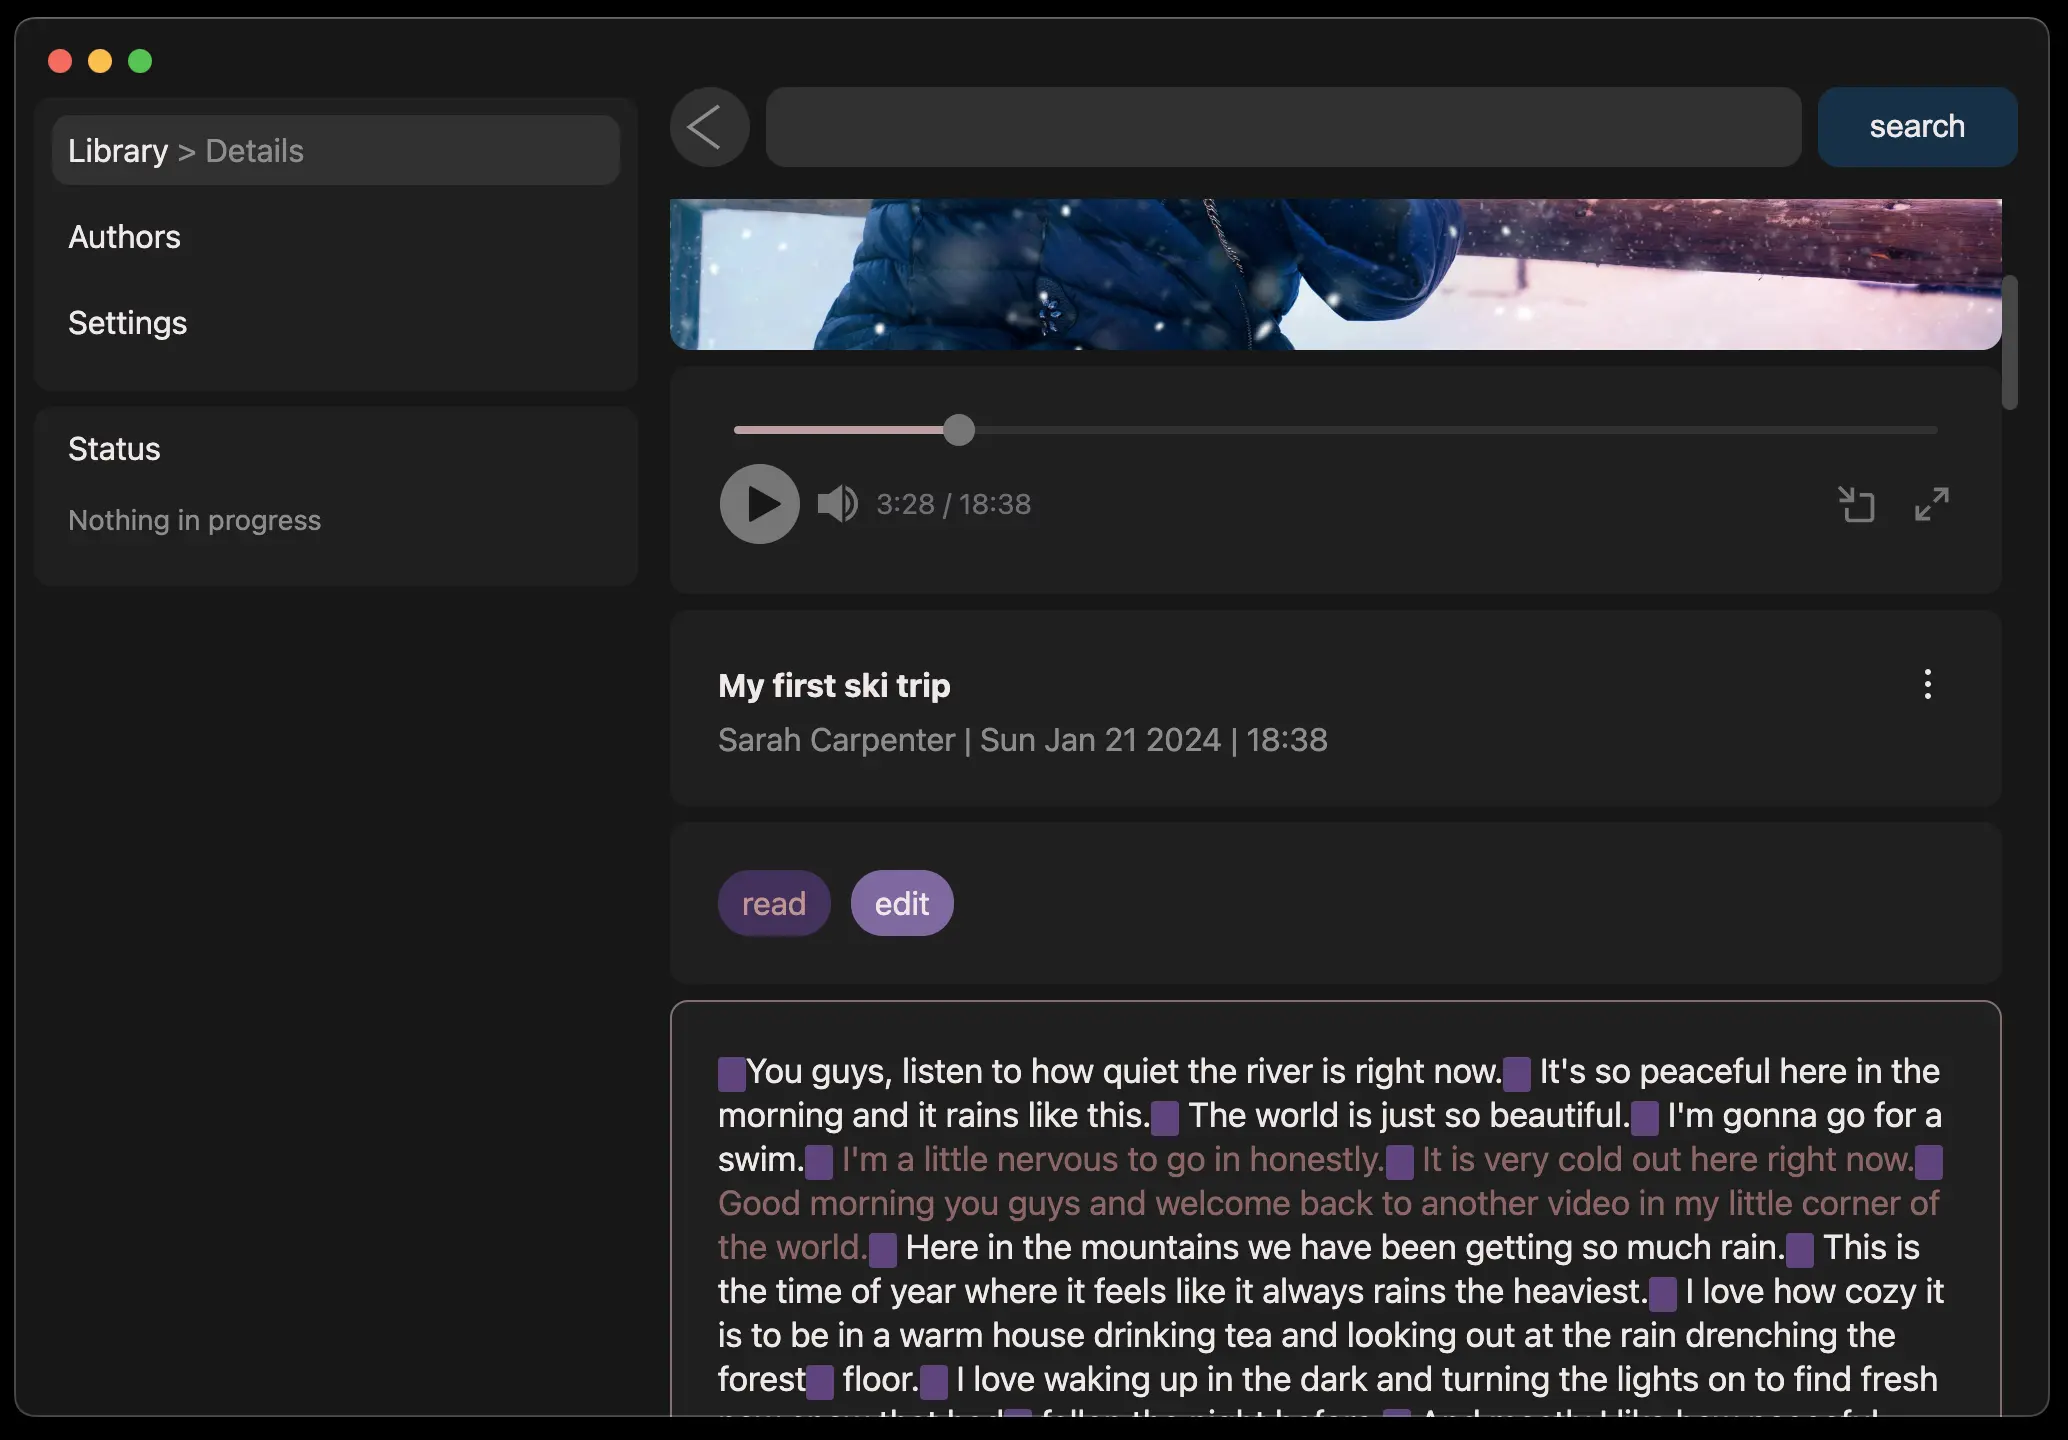 Library > Details
Authors
Settings
Status
Nothing in progress
search
3:28 / 18:38
My first ski trip
Sarah Carpenter | Sun Jan 21 2024 | 18:38
read
edit
You guys, listen to how quiet the river is right now. It's so peaceful here in the
morning and it rains like this. The world is just so beautiful. I'm gonna go for a
swim. I'm a little nervous to go in honestly. It is very cold out here right now.
Good morning you guys and welcome back to another video in my little corner of
the world. Here in the mountains we have been getting so much rain. This is
the time of year where it feels like it always rains the heaviest. I love how cozy it
is to be in a warm house drinking tea and looking out at the rain drenching the
forest floor. I love waking up in the dark and turning the lights on to find fresh